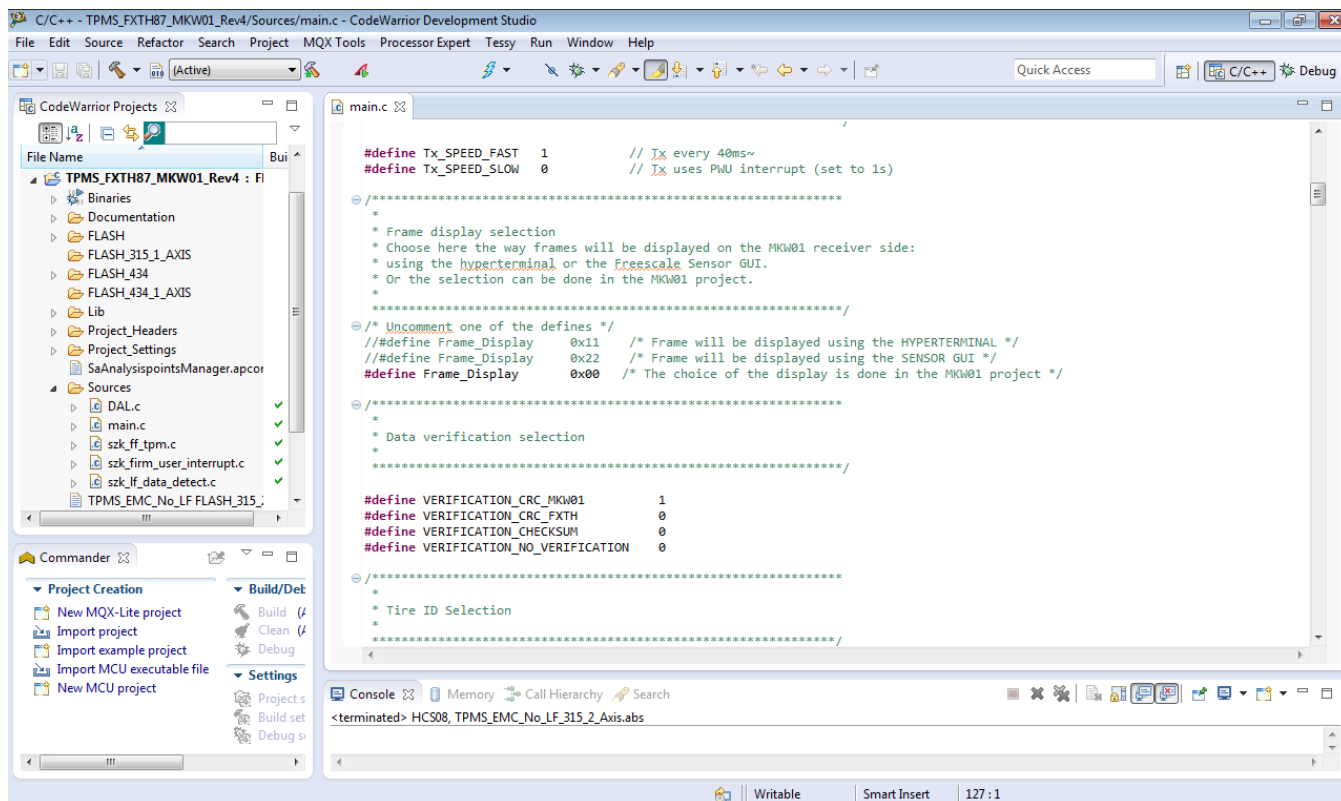 C/C++ - TPMS_FXTH87_MKW01_Rev4/Sources/main.c - CodeWarrior Development Studio
File Edit Source Refactor Search Project MQX Tools Processor Expert Tessy Run Window Help
(Active)
Quick Access
C/C++
Debug
CodeWarrior Projects
File Name Bui
TPMS_FXTH87_MKW01_Rev4 : Fl
Binaries
Documentation
FLASH
FLASH_315_1_AXIS
FLASH_434
FLASH_434_1_AXIS
Lib
Project_Headers
Project_Settings
SaAnalysispointsManager.apcor
Sources
DAL.c
main.c
szk_ff_tpm.c
szk_firm_user_interrupt.c
szk_lf_data_detect.c
TPMS_EMC_No_LF FLASH_315_2
Commander
Project Creation
New MQX-Lite project
Import project
Import example project
Import MCU executable file
New MCU project
Build/Deb
Build (A
Clean (A
Debug
Settings
Project s
Build set
Debug s
main.c
*/
#define Tx_SPEED_FAST 1 // Tx every 40ms~
#define Tx_SPEED_SLOW 0 // Tx uses PWU interrupt (set to 1s)
/****************************************************************
*
* Frame display selection
* Choose here the way frames will be displayed on the MKW01 receiver side:
* using the hyperterminal or the Freescale Sensor GUI.
* Or the selection can be done in the MKW01 project.
*
****************************************************************/
/* Uncomment one of the defines */
//#define Frame_Display 0x11 /* Frame will be displayed using the HYPERTERMINAL */
//#define Frame_Display 0x22 /* Frame will be displayed using the SENSOR GUI */
#define Frame_Display 0x00 /* The choice of the display is done in the MKW01 project */
/****************************************************************
*
* Data verification selection
*
****************************************************************/
#define VERIFICATION_CRC_MKW01 1
#define VERIFICATION_CRC_FXTH 0
#define VERIFICATION_CHECKSUM 0
#define VERIFICATION_NO_VERIFICATION 0
/****************************************************************
*
* Tire ID Selection
*
***************************************************************/
Console Memory Call Hierarchy Search
<terminated> HCS08, TPMS_EMC_No_LF_315_2_Axis.abs
Writable Smart Insert 127 : 1